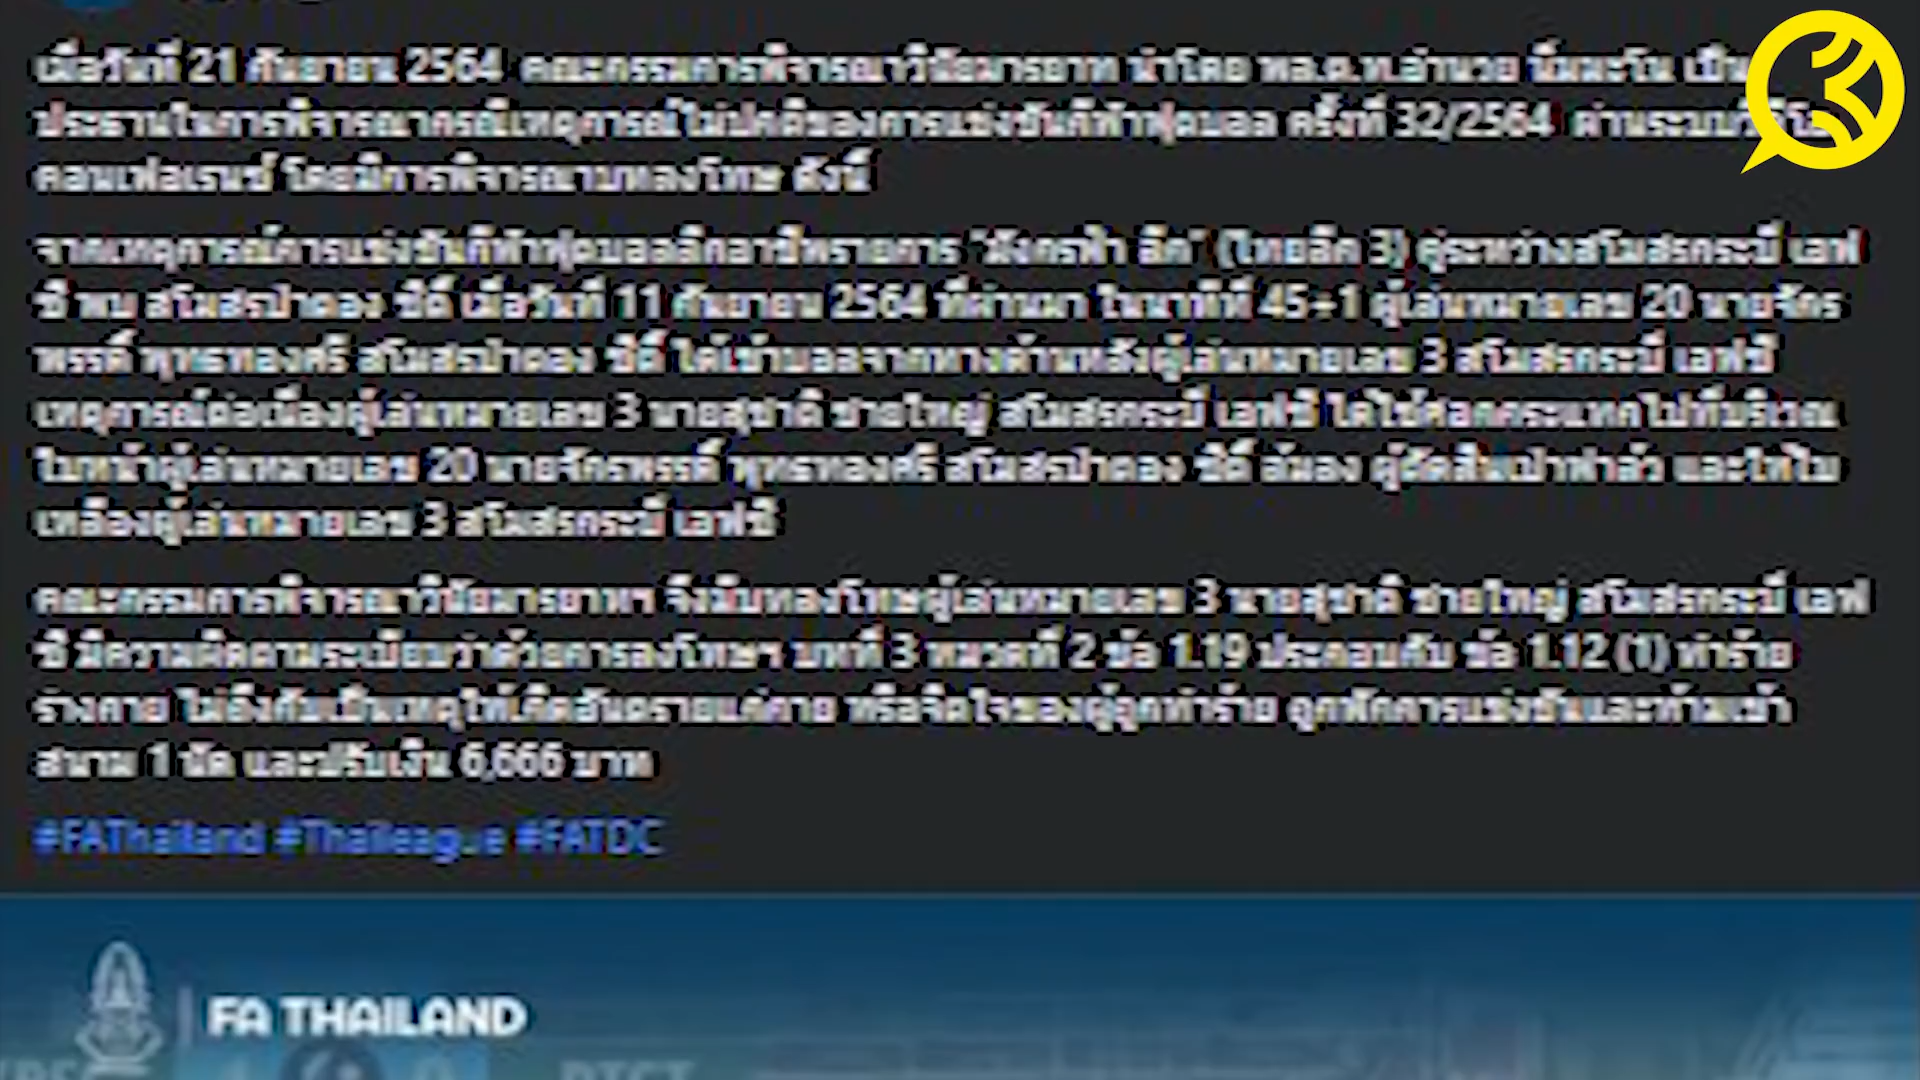 เมื่อวันที่ 21 กันยายน 2564 คณะกรรมการพิจารณาวินัยมารยาท นำโดย พล.ต.ท.อำนวย นิ่มมะโน เป็น
ประธานในการพิจารณากรณีเหตุการณ์ไม่ปกติของการแข่งขันกีฬาฟุตบอล ครั้งที่ 32/2564 ผ่านระบบวิดีโอ
คอนเฟอเรนซ์ โดยมีการพิจารณาบทลงโทษ ดังนี้
จากเหตุการณ์การแข่งขันกีฬาฟุตบอลลีกอาชีพรายการ "มังกรฟ้า ลีก" (ไทยลีก 3) คู่ระหว่างสโมสรกระบี่ เอฟ
ซี พบ สโมสรป่าตอง ซิตี้ เมื่อวันที่ 11 กันยายน 2564 ที่ผ่านมา ในนาทีที่ 45+1 ผู้เล่นหมายเลข 20 นายจักร
พรรดิ์ พุทธทองศรี สโมสรป่าตอง ซิตี้ ได้เข้าบอลจากทางด้านหลังผู้เล่นหมายเลข 3 สโมสรกระบี่ เอฟซี
เหตุการณ์ต่อเนื่องผู้เล่นหมายเลข 3 นายสุชาติ ชายใหญ่ สโมสรกระบี่ เอฟซี ได้ใช้ศอกกระแทกไปที่บริเวณ
ใบหน้าผู้เล่นหมายเลข 20 นายจักรพรรดิ์ พุทธทองศรี สโมสรป่าตอง ซิตี้ ล้มลง ผู้ตัดสินเป่าฟาล์ว และให้ใบ
เหลืองผู้เล่นหมายเลข 3 สโมสรกระบี่ เอฟซี
คณะกรรมการพิจารณาวินัยมารยาทฯ จึงมีบทลงโทษผู้เล่นหมายเลข 3 นายสุชาติ ชายใหญ่ สโมสรกระบี่ เอฟ
ซี มีความผิดตามระเบียบว่าด้วยการลงโทษฯ บทที่ 3 หมวดที่ 2 ข้อ 1.19 ประกอบกับ ข้อ 1.12 (1) ทำร้าย
ร่างกาย ไม่ถึงกับเป็นเหตุให้เกิดอันตรายแก่กาย หรือจิตใจของผู้ถูกทำร้าย ถูกพักการแข่งขันและห้ามเข้า
สนาม 1 นัด และปรับเงิน 6,666 บาท
#FAThailand #Thaileague #FATDC
FA THAILAND